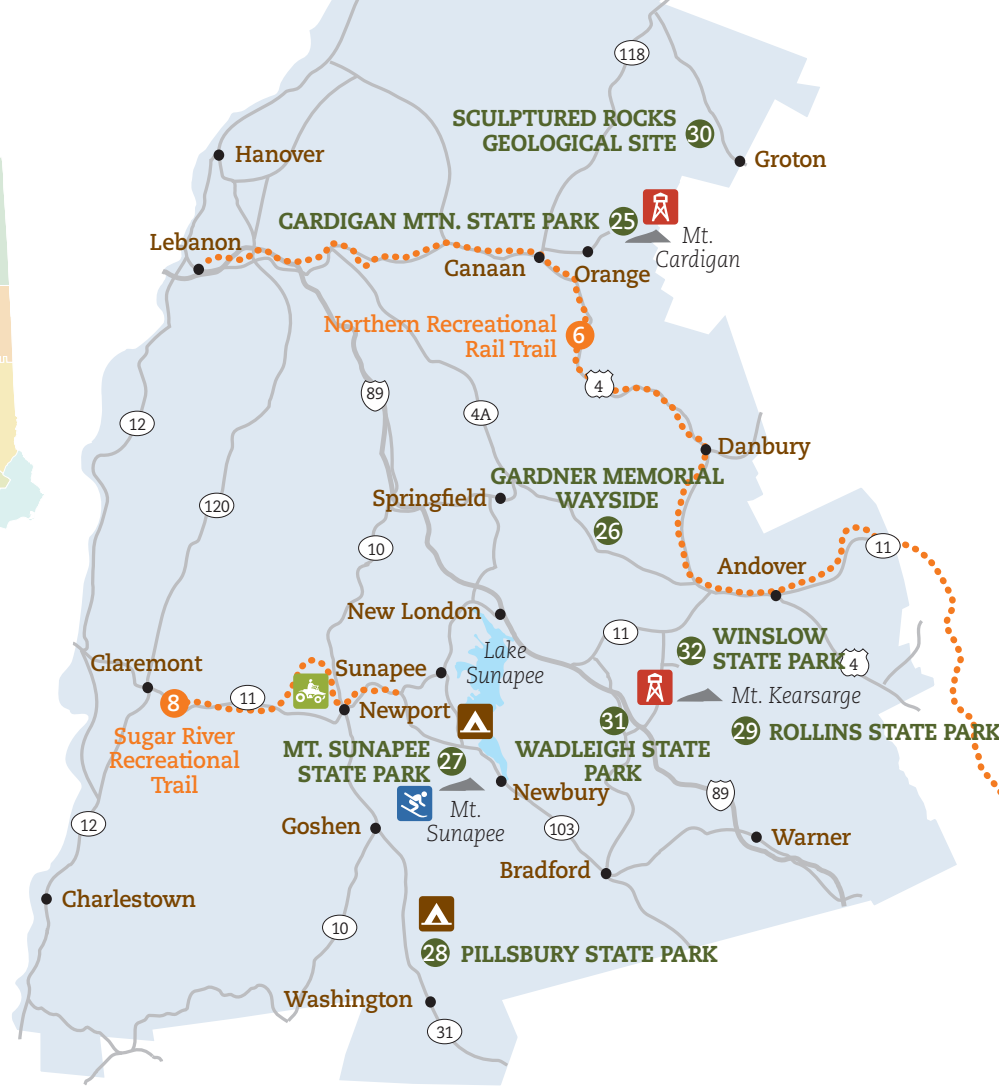 118
SCULPTURED ROCKS
GEOLOGICAL SITE
30
Groton
Hanover
CARDIGAN MTN. STATE PARK
25
Mt.
Cardigan
Lebanon
Canaan
Orange
Northern Recreational
Rail Trail
6
4
89
12
4A
Danbury
GARDNER MEMORIAL
WAYSIDE
26
Springfield
120
10
11
Andover
New London
11
32
WINSLOW
STATE PARK
4
Lake
Sunapee
Claremont
Sunapee
8
11
Newport
Mt. Kearsarge
31
29
ROLLINS STATE PARK
Sugar River
Recreational
Trail
MT. SUNAPEE
STATE PARK
27
WADLEIGH STATE
PARK
Newbury
Mt.
Sunapee
89
12
Goshen
103
Warner
Bradford
Charlestown
10
28
PILLSBURY STATE PARK
Washington
31